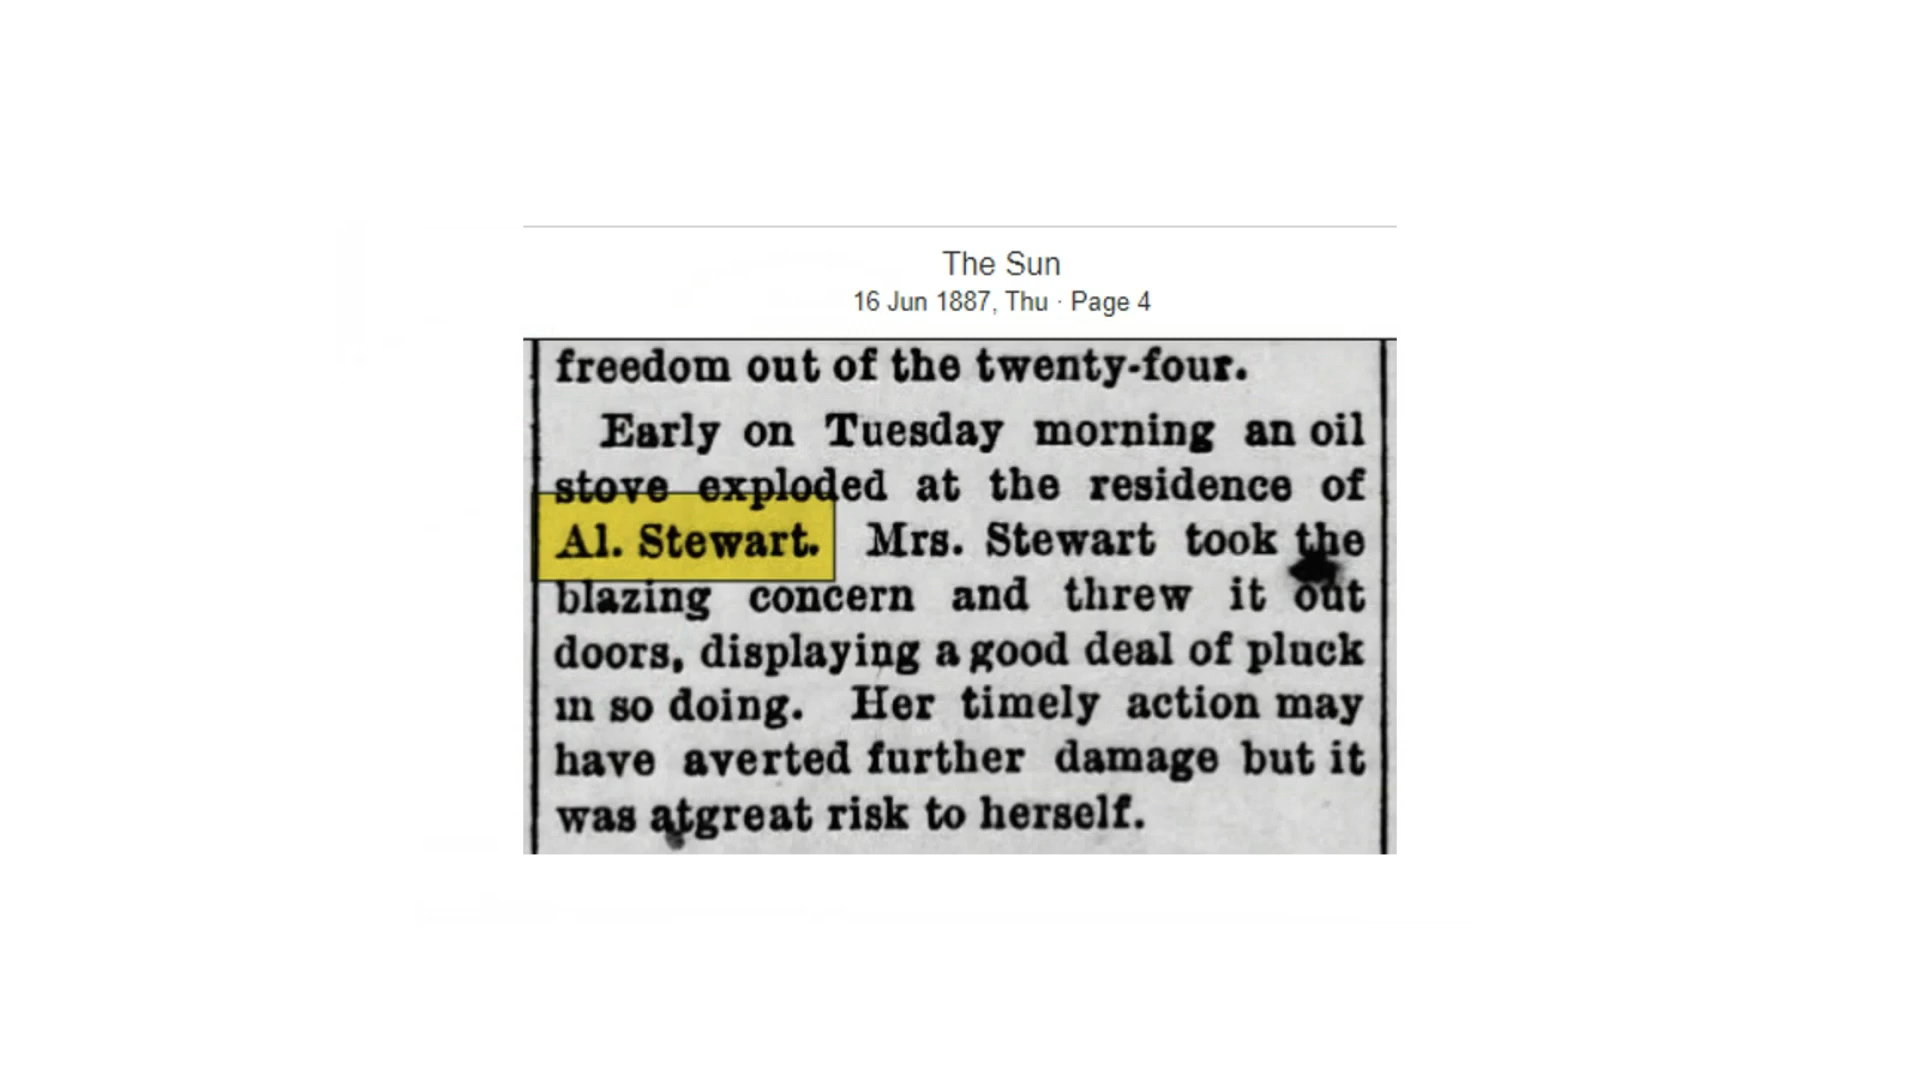 The Sun
16 Jun 1887, Thu · Page 4
freedom out of the twenty-four.
Early on Tuesday morning an oil
stove exploded at the residence of
Al. Stewart. Mrs. Stewart took the
blazing concern and threw it out
doors, displaying a good deal of pluck
in so doing. Her timely action may
have averted further damage but it
was at great risk to herself.